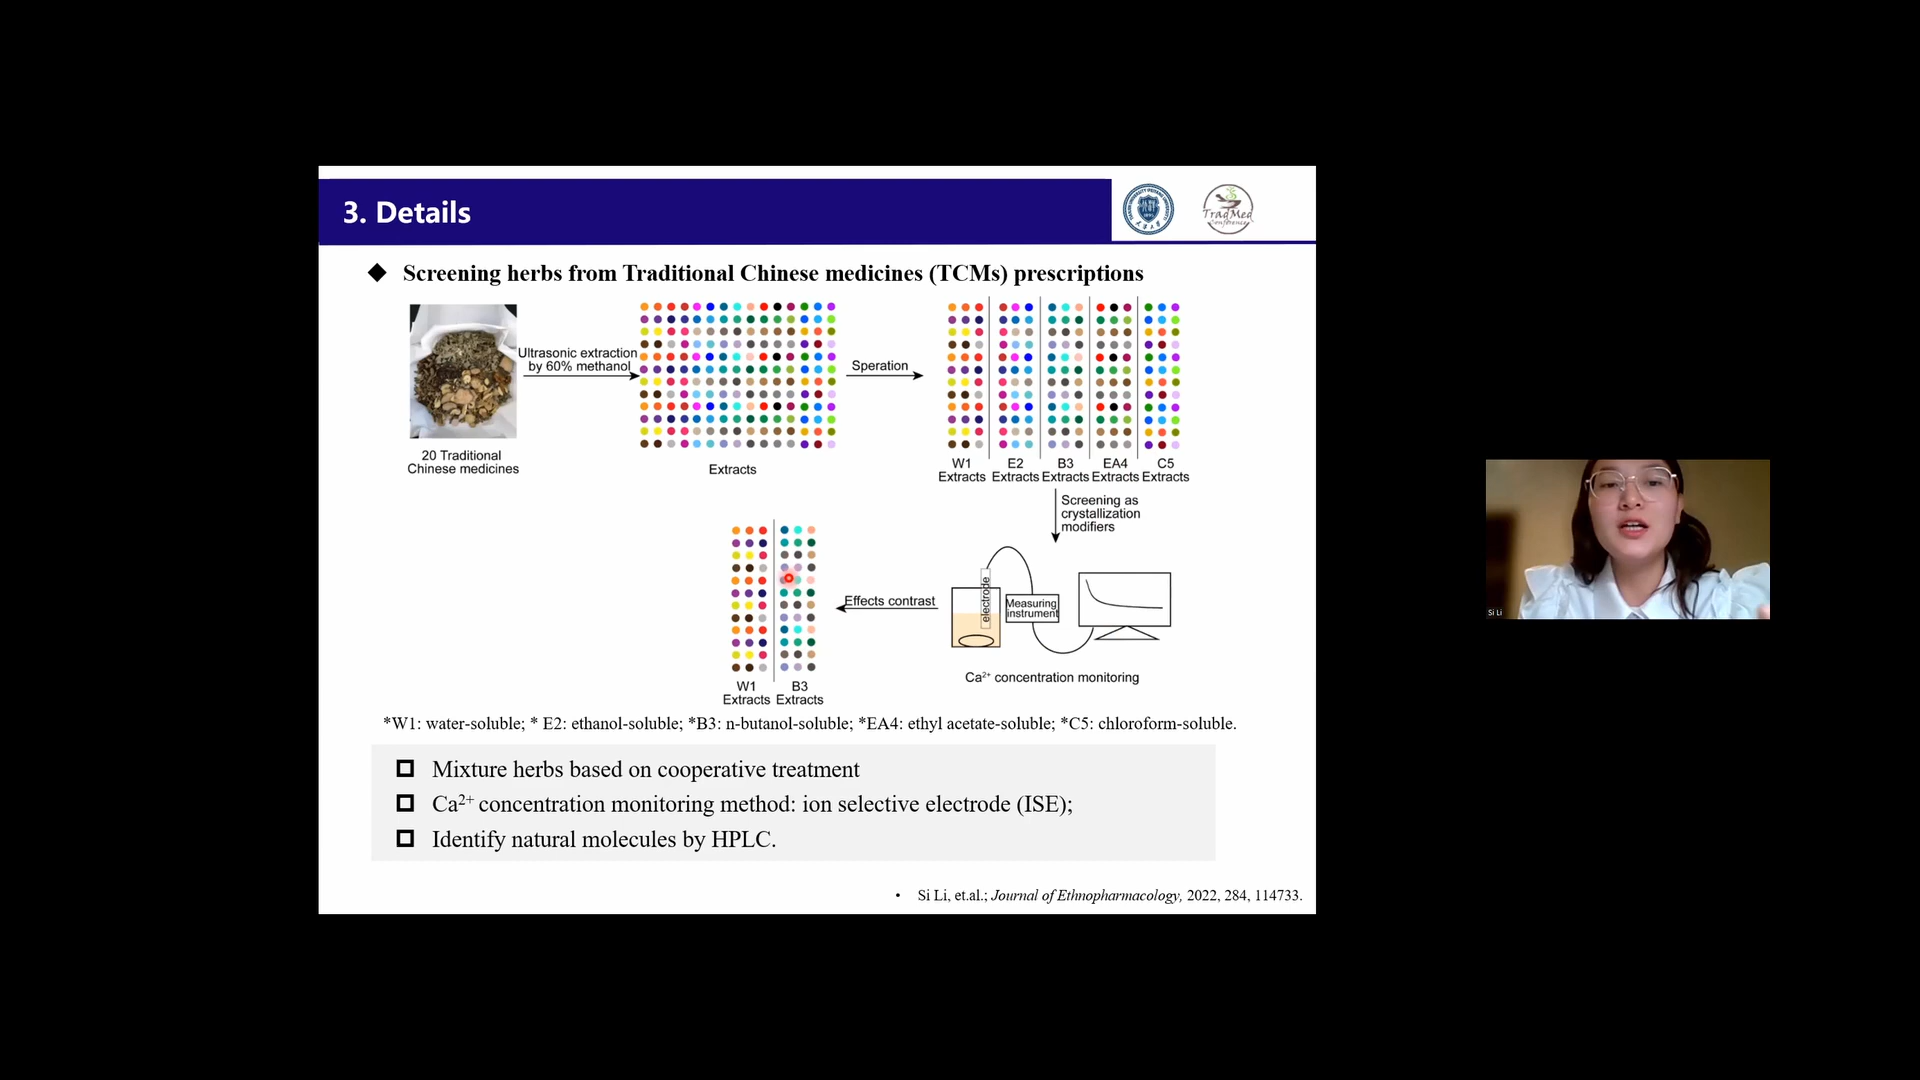 3. Details
TradMed
Conference
◆ Screening herbs from Traditional Chinese medicines (TCMs) prescriptions
Ultrasonic extraction
by 60% methanol
Speration
20 Traditional
Chinese medicines
Extracts
W1 E2 B3 EA4 C5
Extracts Extracts Extracts Extracts Extracts
Screening as
crystallization
modifiers
electrode
Measuring
instrument
Effects contrast
Ca²⁺ concentration monitoring
W1 B3
Extracts Extracts
*W1: water-soluble; * E2: ethanol-soluble; *B3: n-butanol-soluble; *EA4: ethyl acetate-soluble; *C5: chloroform-soluble.
Mixture herbs based on cooperative treatment
Ca²⁺ concentration monitoring method: ion selective electrode (ISE);
Identify natural molecules by HPLC.
• Si Li, et.al.; Journal of Ethnopharmacology, 2022, 284, 114733.
Si Li